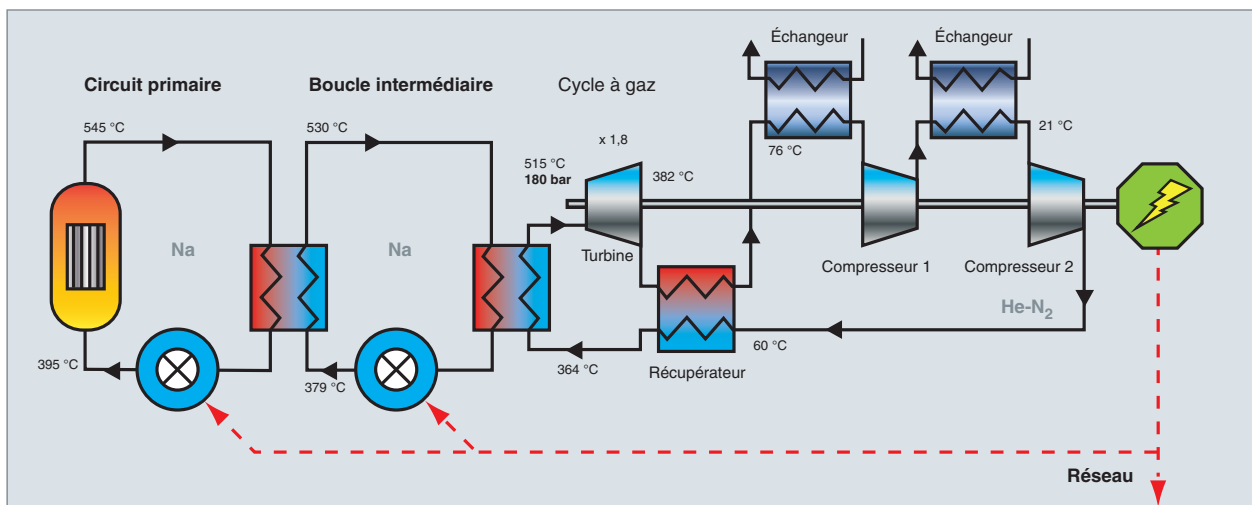 Échangeur
Échangeur
Circuit primaire
Boucle intermédiaire
Cycle à gaz
545 °C
530 °C
x 1,8
76 °C
21 °C
515 °C
180 bar
382 °C
Na
Na
Turbine
Compresseur 1
Compresseur 2
He-N₂
60 °C
395 °C
379 °C
364 °C
Récupérateur
Réseau